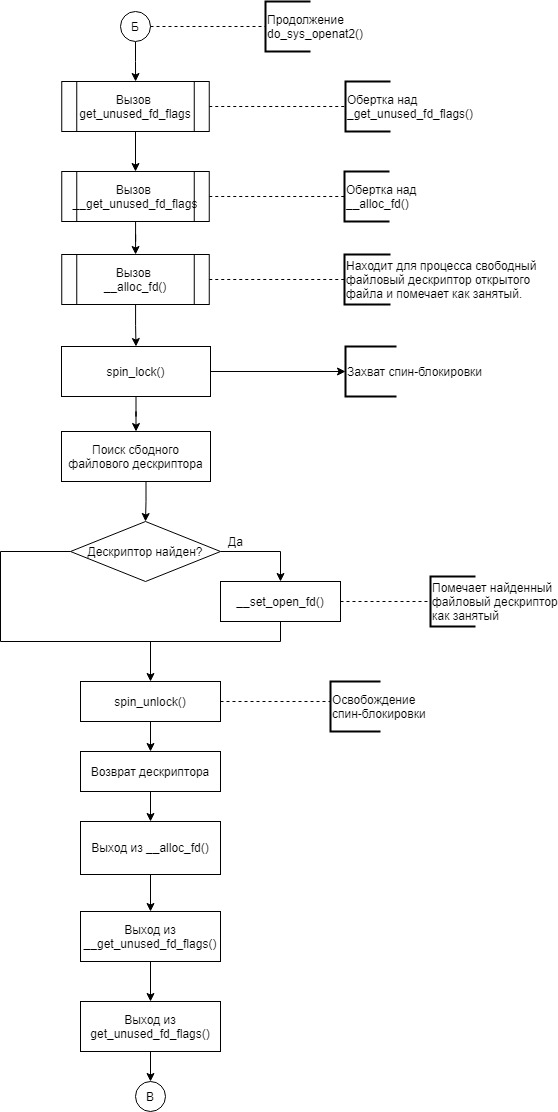 Б
Продолжение
do_sys_openat2()
Вызов
get_unused_fd_flags
Обертка над
_get_unused_fd_flags()
Вызов
__get_unused_fd_flags
Обертка над
__alloc_fd()
Вызов
__alloc_fd()
Находит для процесса свободный
файловый дескриптор открытого
файла и помечает как занятый.
spin_lock()
Захват спин-блокировки
Поиск сбодного
файлового дескриптора
Дескриптор найден?
Да
__set_open_fd()
Помечает найденный
файловый дескриптор
как занятый
spin_unlock()
Освобождение
спин-блокировки
Возврат дескриптора
Выход из __alloc_fd()
Выход из
__get_unused_fd_flags()
Выход из
get_unused_fd_flags()
В